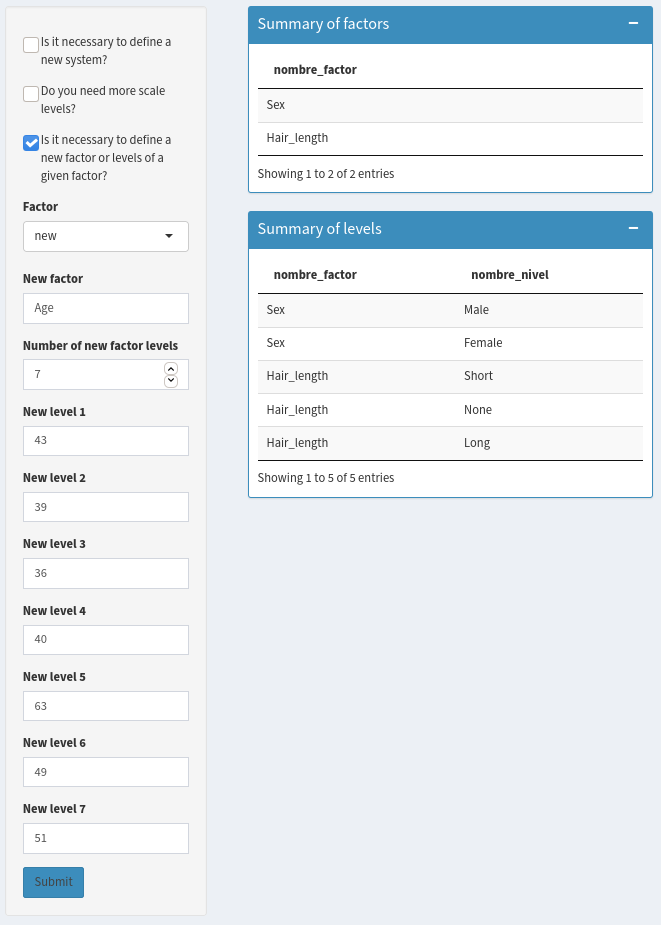 Is it necessary to define a
new system?
Do you need more scale
levels?
Is it necessary to define a
new factor or levels of a
given factor?
Factor
new
New factor
Age
Number of new factor levels
7
New level 1
43
New level 2
39
New level 3
36
New level 4
40
New level 5
63
New level 6
49
New level 7
51
Submit
Summary of factors
nombre_factor
Sex
Hair_length
Showing 1 to 2 of 2 entries
Summary of levels
nombre_factor nombre_nivel
Sex Male
Sex Female
Hair_length Short
Hair_length None
Hair_length Long
Showing 1 to 5 of 5 entries